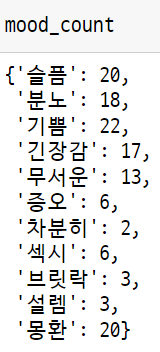 mood_count
{'슬픔': 20,
'분노': 18,
'기쁨': 22,
'긴장감': 17,
'무서운': 13,
'증오': 6,
'차분히': 2,
'섹시': 6,
'브릿락': 3,
'설렘': 3,
'몽환': 20}